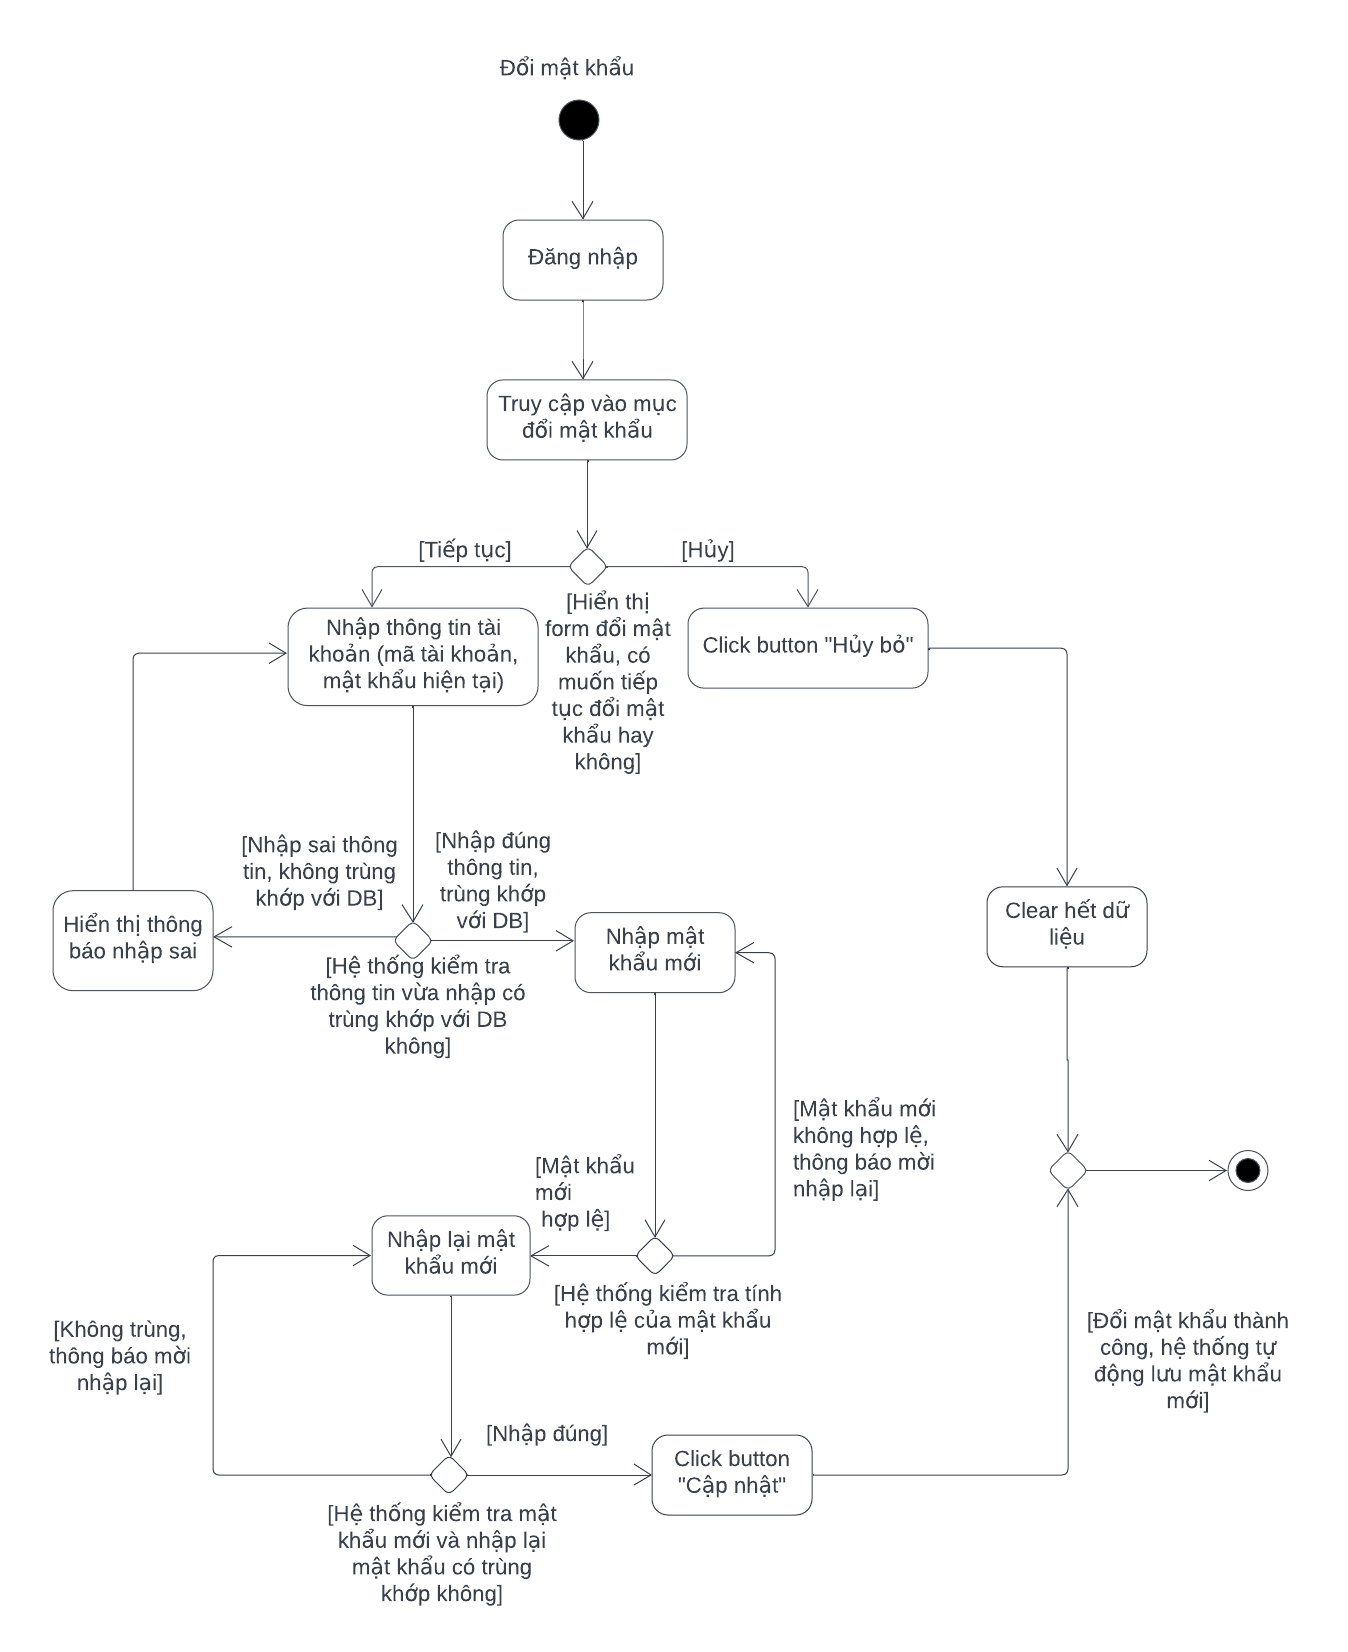 Đổi mật khẩu
Đăng nhập
Truy cập vào mục
đổi mật khẩu
[Tiếp tục]
[Hủy]
Nhập thông tin tài
khoản (mã tài khoản,
mật khẩu hiện tại)
[Hiển thị
form đổi mật
khẩu, có
muốn tiếp
tục đổi mật
khẩu hay
không]
Click button "Hủy bỏ"
[Nhập sai thông
tin, không trùng
khớp với DB]
[Nhập đúng
thông tin,
trùng khớp
với DB]
Hiển thị thông
báo nhập sai
Nhập mật
khẩu mới
Clear hết dữ
liệu
[Hệ thống kiểm tra
thông tin vừa nhập có
trùng khớp với DB
không]
[Mật khẩu mới
không hợp lệ,
thông báo mời
nhập lại]
[Mật khẩu
mới
hợp lệ]
Nhập lại mật
khẩu mới
[Hệ thống kiểm tra tính
hợp lệ của mật khẩu
mới]
[Không trùng,
thông báo mời
nhập lại]
[Đổi mật khẩu thành
công, hệ thống tự
động lưu mật khẩu
mới]
[Nhập đúng]
Click button
"Cập nhật"
[Hệ thống kiểm tra mật
khẩu mới và nhập lại
mật khẩu có trùng
khớp không]